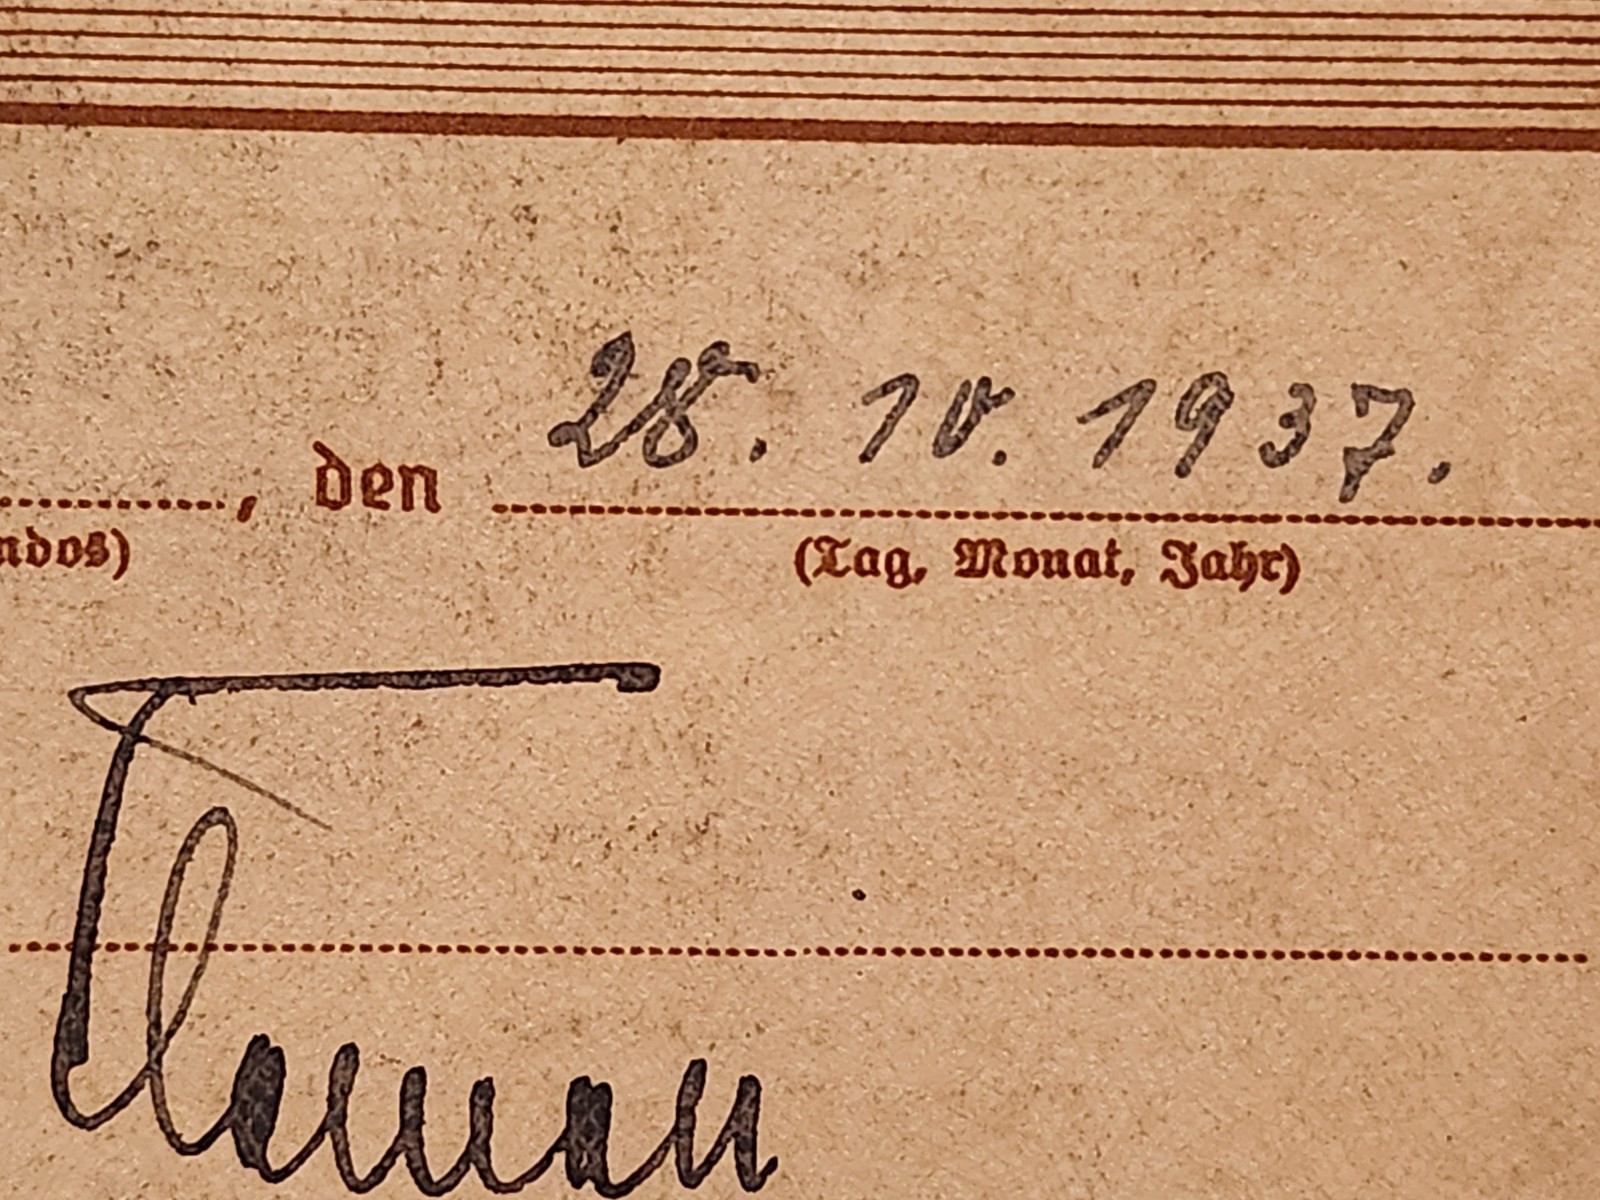 , den 28. 10. 1937.
ndos) (Tag, Monat, Jahr)